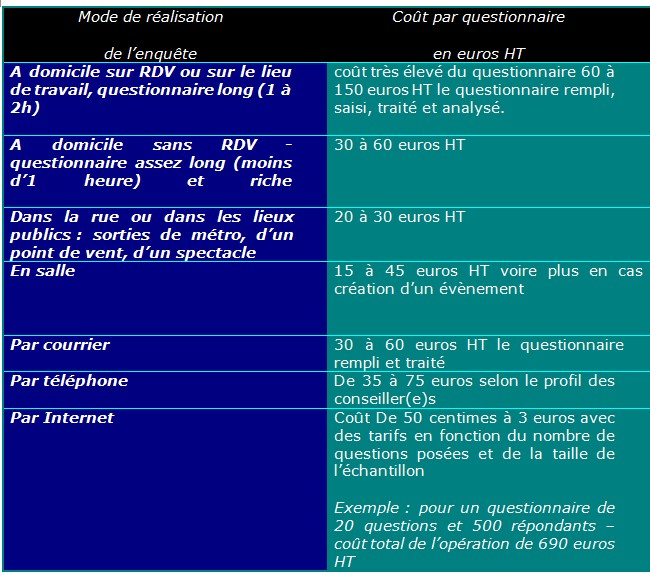 Mode de réalisation
de l'enquête
Coût par questionnaire
en euros HT
A domicile sur RDV ou sur le lieu
de travail, questionnaire long (1 à
2h)
coût très élevé du questionnaire 60 à
150 euros HT le questionnaire rempli,
saisi, traité et analysé.
A domicile sans RDV -
questionnaire assez long (moins
d'1 heure) et riche
30 à 60 euros HT
Dans la rue ou dans les lieux
publics : sorties de métro, d'un
point de vent, d'un spectacle
20 à 30 euros HT
En salle
15 à 45 euros HT voire plus en cas
création d'un évènement
Par courrier
30 à 60 euros HT le questionnaire
rempli et traité
Par téléphone
De 35 à 75 euros selon le profil des
conseiller(e)s
Par Internet
Coût De 50 centimes à 3 euros avec
des tarifs en fonction du nombre de
questions posées et de la taille de
l'échantillon
Exemple : pour un questionnaire de
20 questions et 500 répondants –
coût total de l'opération de 690 euros
HT